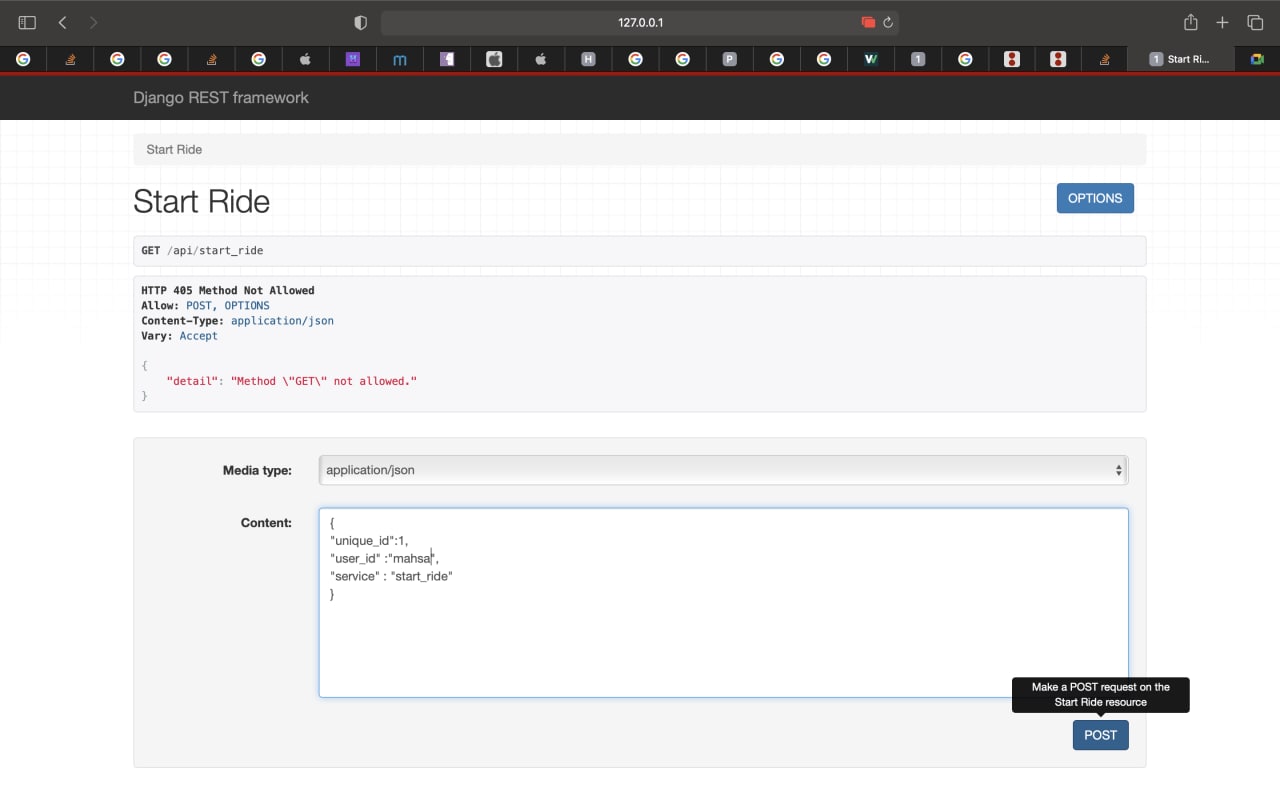 127.0.0.1
H
P
W
1
1 Start Ri...
Django REST framework
Start Ride
Start Ride
OPTIONS
GET /api/start_ride
HTTP 405 Method Not Allowed
Allow: POST, OPTIONS
Content-Type: application/json
Vary: Accept
{
"detail": "Method \"GET\" not allowed."
}
Media type:
application/json
Content:
{
"unique_id":1,
"user_id" :"mahsa",
"service" : "start_ride"
}
Make a POST request on the
Start Ride resource
POST